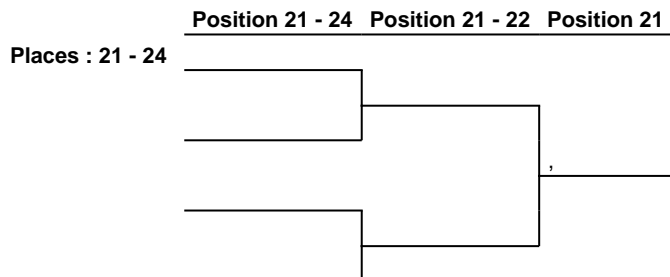 Position 21 - 24 Position 21 - 22 Position 21
Places : 21 - 24
,